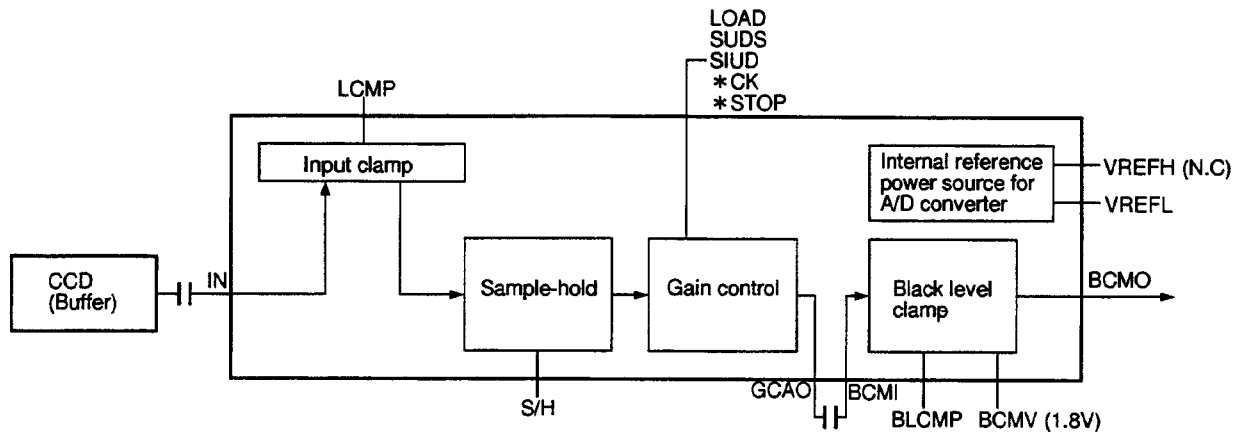 LOAD
SUDS
SIUD
*CK
*STOP
LCMP
Input clamp
Internal reference
power source for
A/D converter
VREFH (N.C)
VREFL
CCD
(Buffer)
IN
Sample-hold
Gain control
Black level
clamp
BCMO
S/H
GCAO
BCMI
BLCMP
BCMV (1.8V)